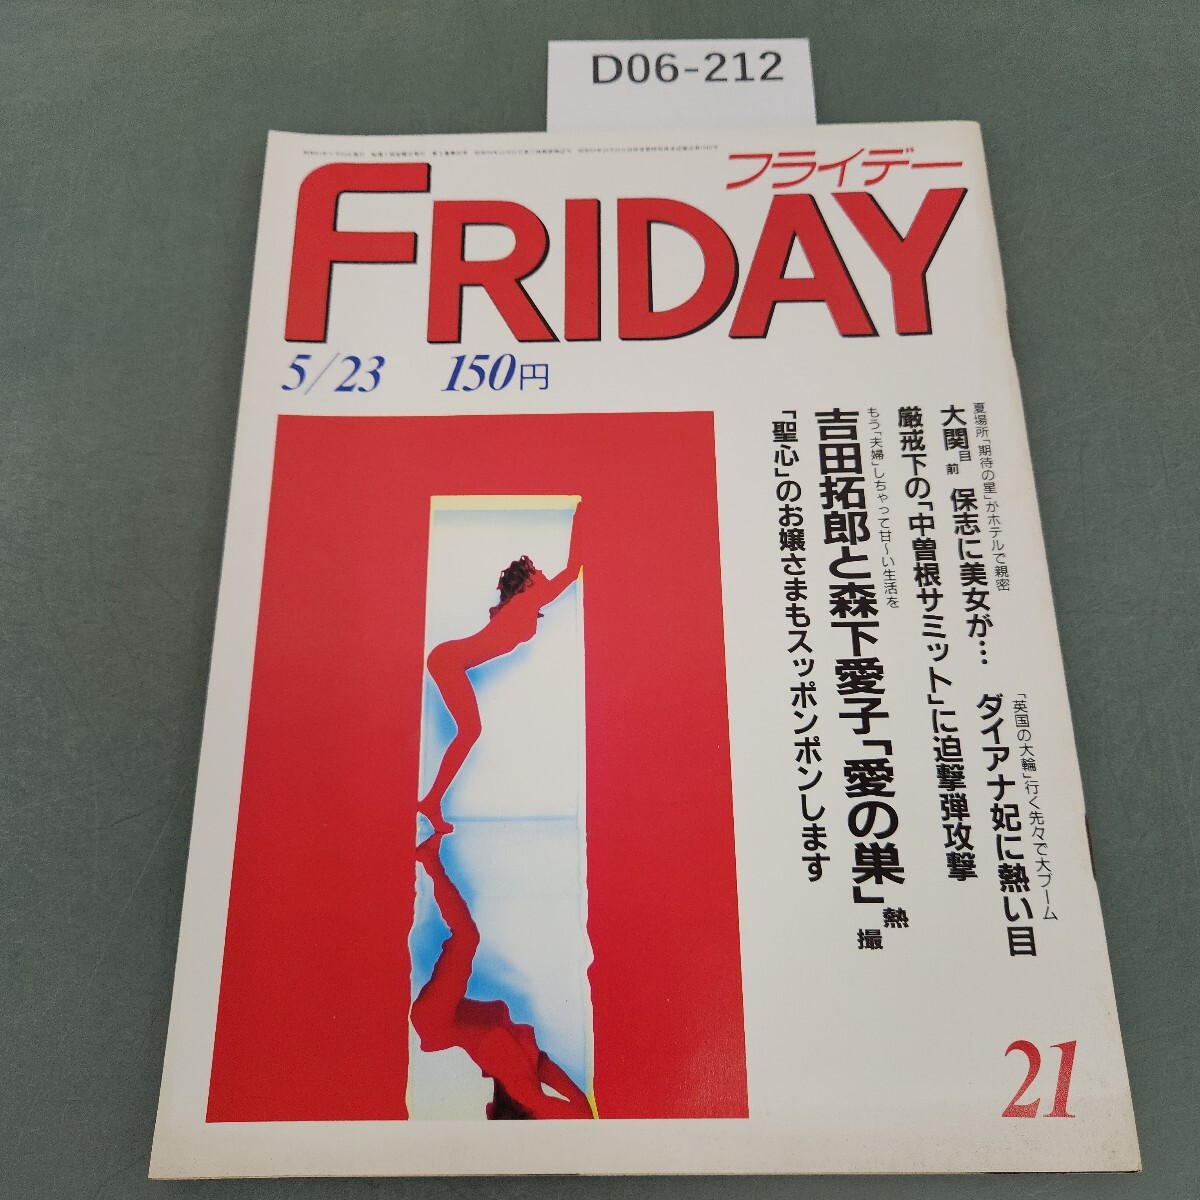 D06-212
フライデー
FRIDAY
5/23 150円
「英国の大輪」行く先々で大ブーム
ダイアナ妃に熱い目
夏場所「期待の星」がホテルで親密
大関目前 保志に美女が…
厳戒下の「中曽根サミット」に迫撃弾攻撃
もう「夫婦」しちゃって甘〜い生活を
吉田拓郎と森下愛子「愛の巣」熱撮
「聖心」のお嬢さまもスッポンポンします
21